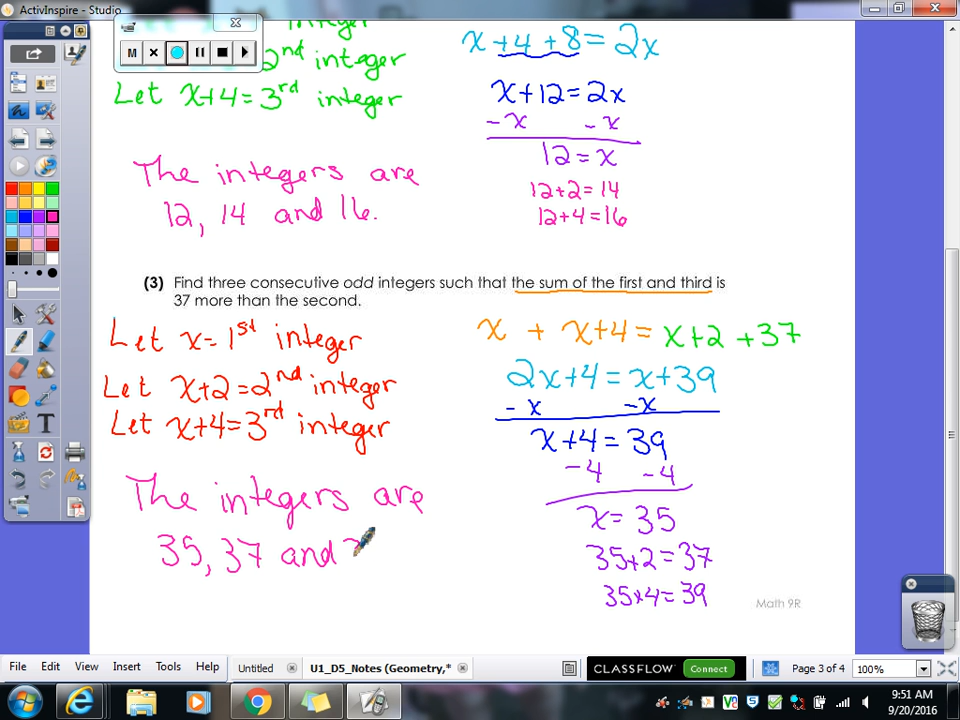 ActivInspire - Studio
integer
2nd integer
Let x+4=3rd integer
x+4+8=2x
x+12=2x
-x -x
12=x
12+2=14
12+4=16
The integers are
12, 14 and 16.
(3) Find three consecutive odd integers such that the sum of the first and third is
37 more than the second.
Let x=1st integer
Let x+2=2nd integer
Let x+4=3rd integer
x + x+4= x+2 +37
2x+4=x+39
-x -x
x+4=39
-4 -4
x=35
35+2=37
35+4=39
The integers are
35, 37 and
Math 9R
File Edit View Insert Tools Help
Untitled
U1_D5_Notes (Geometry,*
CLASSFLOW Connect
Page 3 of 4
100%
9:51 AM
9/20/2016